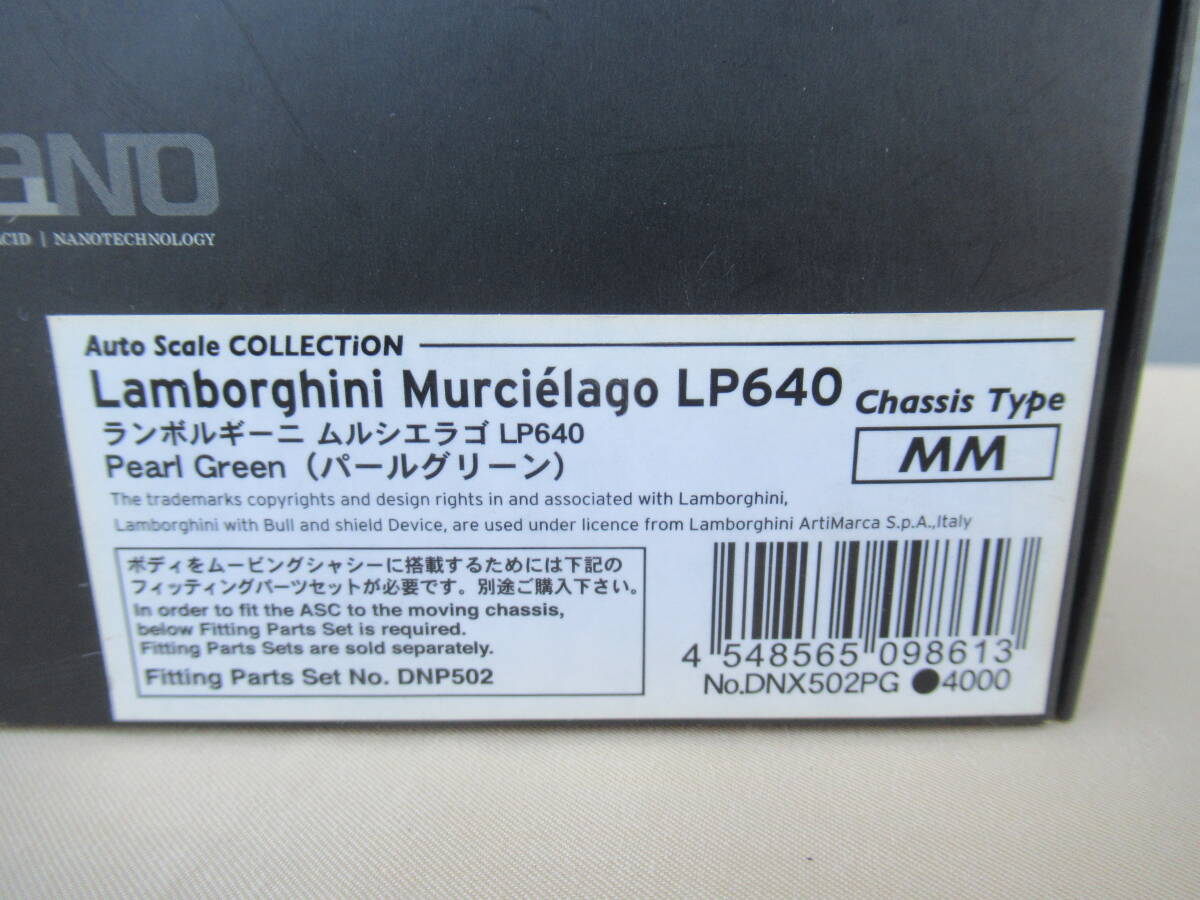 aNO
ACID | NANOTECHNOLOGY
Auto Scale COLLECTiON
Lamborghini Murciélago LP640
Chassis Type
MM
ランボルギーニ ムルシエラゴ LP640
Pearl Green（パールグリーン）
The trademarks copyrights and design rights in and associated with Lamborghini,
Lamborghini with Bull and shield Device, are used under licence from Lamborghini ArtiMarca S.p.A.,Italy
ボディをムービングシャシーに搭載するためには下記の
フィッティングパーツセットが必要です。別途ご購入下さい。
In order to fit the ASC to the moving chassis,
below Fitting Parts Set is required.
Fitting Parts Sets are sold separately.
Fitting Parts Set No. DNP502
4 548565 098613
No.DNX502PG ●4000